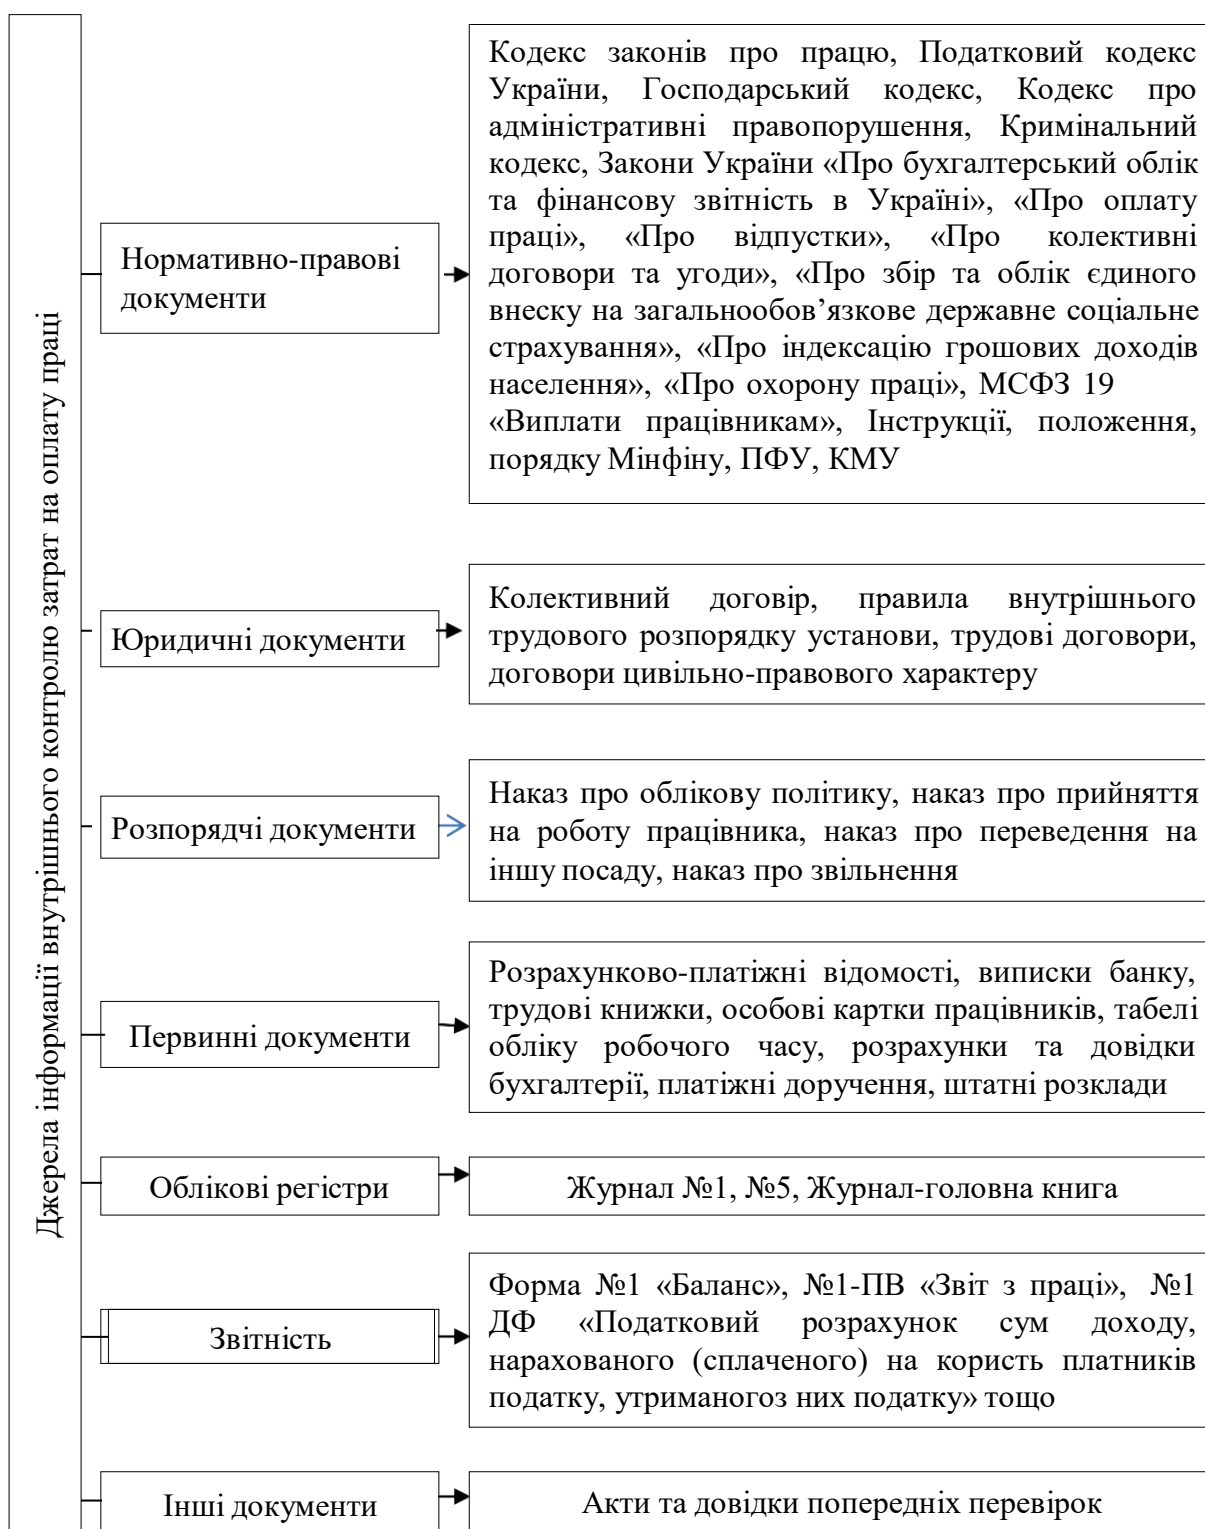 Джерела інформації внутрішнього контролю затрат на оплату праці
Нормативно-правові
документи
Кодекс законів про працю, Податковий кодекс
України, Господарський кодекс, Кодекс про
адміністративні правопорушення, Кримінальний
кодекс, Закони України «Про бухгалтерський облік
та фінансову звітність в Україні», «Про оплату
праці», «Про відпустки», «Про колективні
договори та угоди», «Про збір та облік єдиного
внеску на загальнообов’язкове державне соціальне
страхування», «Про індексацію грошових доходів
населення», «Про охорону праці», МСФЗ 19
«Виплати працівникам», Інструкції, положення,
порядку Мінфіну, ПФУ, КМУ
Юридичні документи
Колективний договір, правила внутрішнього
трудового розпорядку установи, трудові договори,
договори цивільно-правового характеру
Розпорядчі документи
Наказ про облікову політику, наказ про прийняття
на роботу працівника, наказ про переведення на
іншу посаду, наказ про звільнення
Первинні документи
Розрахунково-платіжні відомості, виписки банку,
трудові книжки, особові картки працівників, табелі
обліку робочого часу, розрахунки та довідки
бухгалтерії, платіжні доручення, штатні розклади
Облікові регістри
Журнал №1, №5, Журнал-головна книга
Звітність
Форма №1 «Баланс», №1-ПВ «Звіт з праці», №1
ДФ «Податковий розрахунок сум доходу,
нарахованого (сплаченого) на користь платників
податку, утриманогоз них податку» тощо
Інші документи
Акти та довідки попередніх перевірок